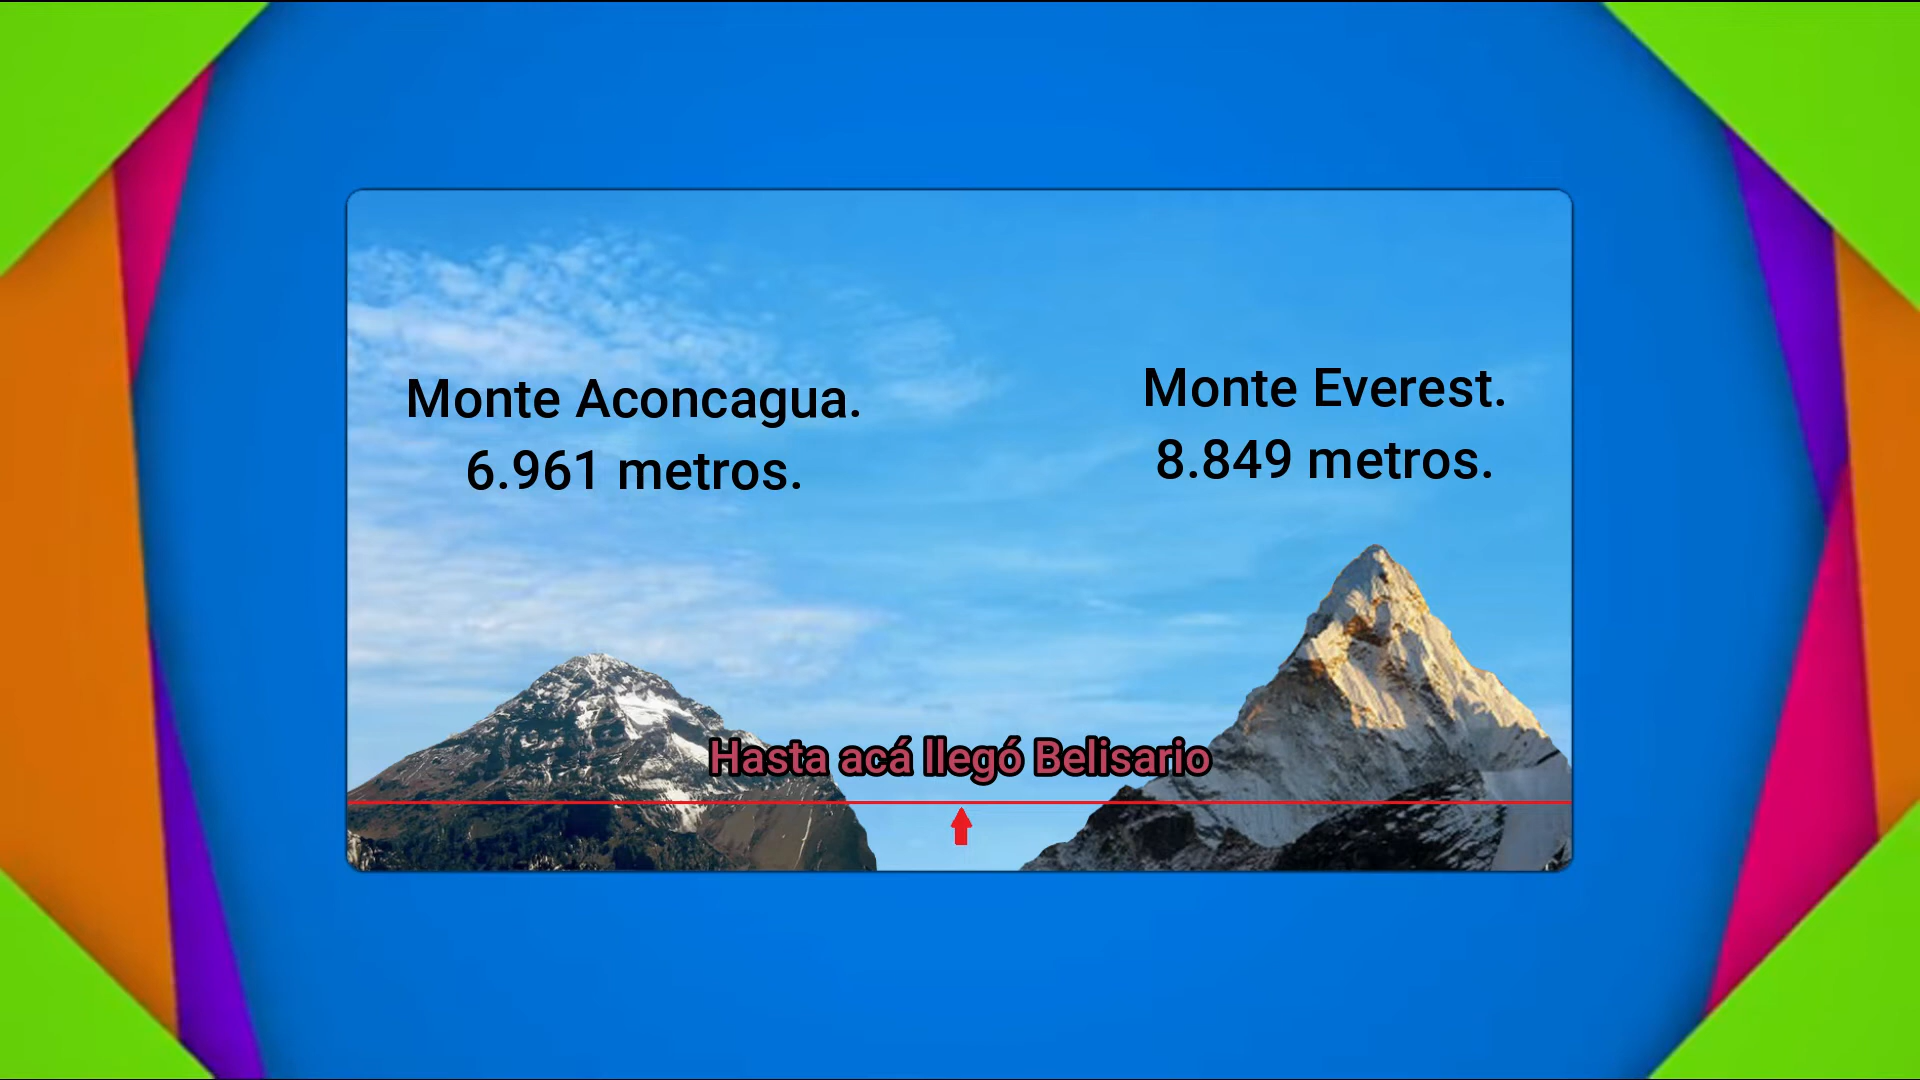 Monte Aconcagua.
6.961 metros.
Monte Everest.
8.849 metros.
Hasta acá llegó Belisario